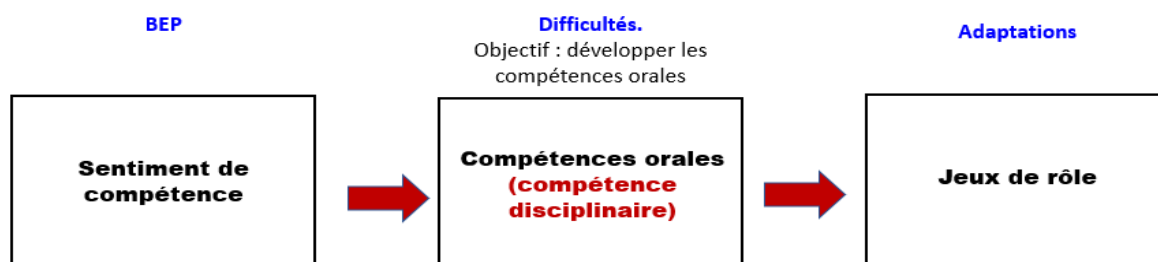 BEP
Difficultés.
Objectif : développer les
compétences orales
Adaptations
Sentiment de
compétence
Compétences orales
(compétence
disciplinaire)
Jeux de rôle